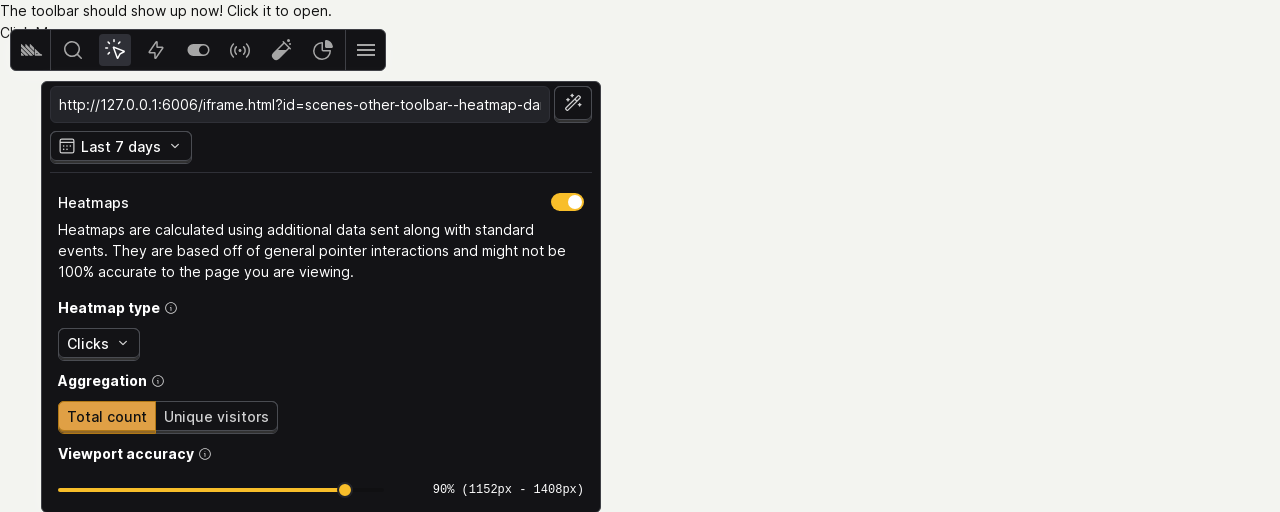 The toolbar should show up now! Click it to open.
http://127.0.0.1:6006/iframe.html?id=scenes-other-toolbar--heatmap-da
Last 7 days
Heatmaps
Heatmaps are calculated using additional data sent along with standard
events. They are based off of general pointer interactions and might not be
100% accurate to the page you are viewing.
Heatmap type
Clicks
Aggregation
Total count Unique visitors
Viewport accuracy
90% (1152px - 1408px)